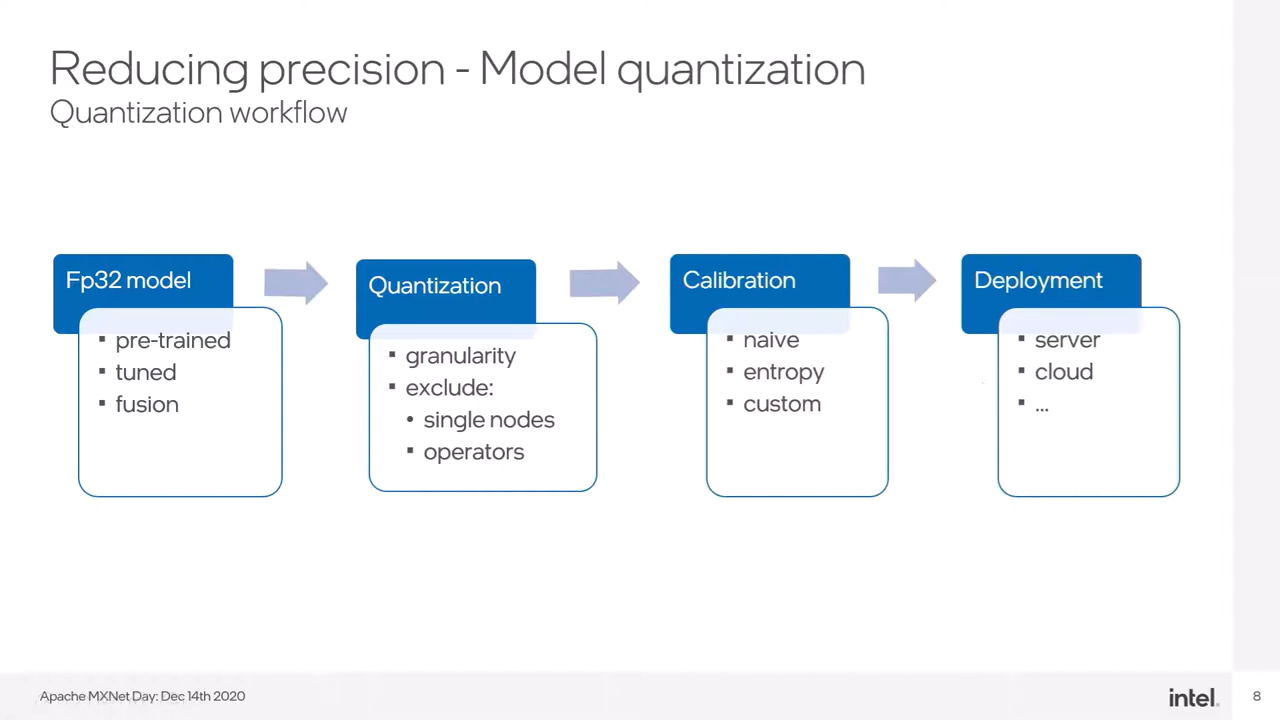 Reducing precision - Model quantization
Quantization workflow
Fp32 model
▪ pre-trained
▪ tuned
▪ fusion
Quantization
▪ granularity
▪ exclude:
• single nodes
▪ operators
Calibration
▪ naive
▪ entropy
▪ custom
Deployment
▪ server
▪ cloud
▪ ...
Apache MXNet Day: Dec 14th 2020
intel.
8